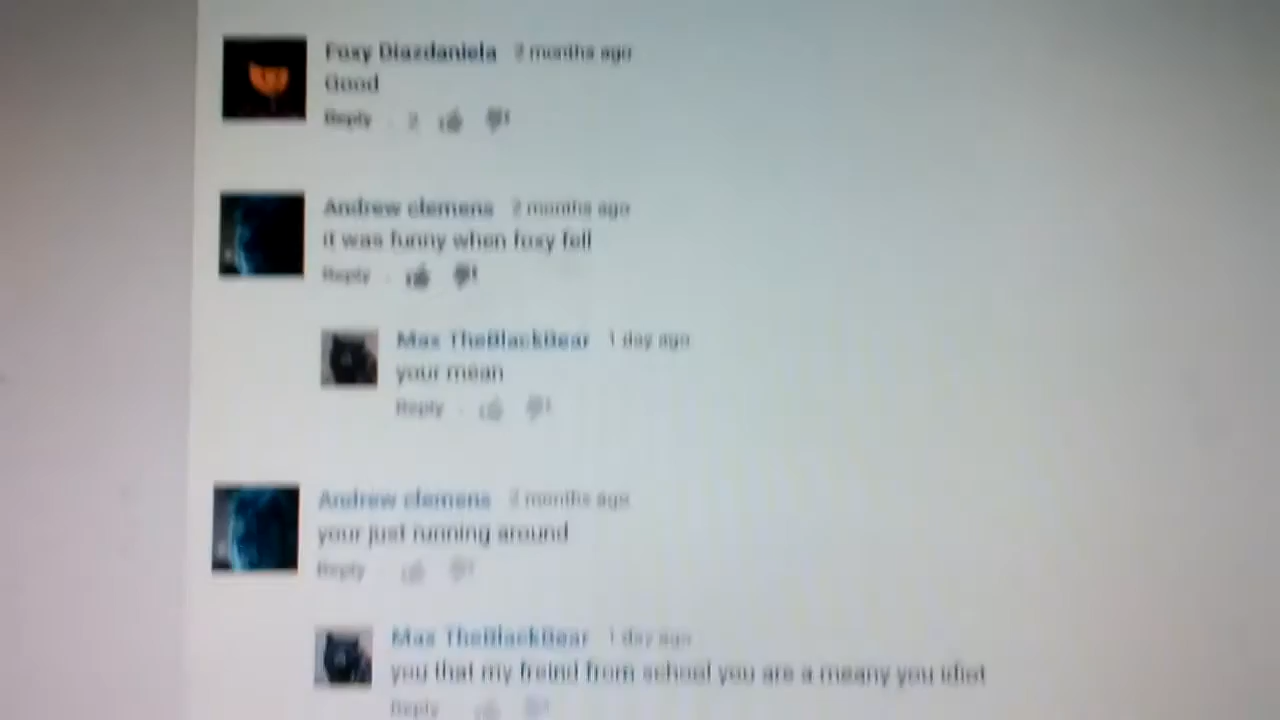 Foxy Diazdaniela 2 months ago
Good
Reply · 2
Andrew clemens 2 months ago
it was funny when foxy fell
Reply ·
Max TheBlackBear 1 day ago
your mean
Reply ·
Andrew clemens 2 months ago
your just running around
Reply
Max TheBlackBear 1 day ago
you that my freind from school you are a meany you idiot
Reply